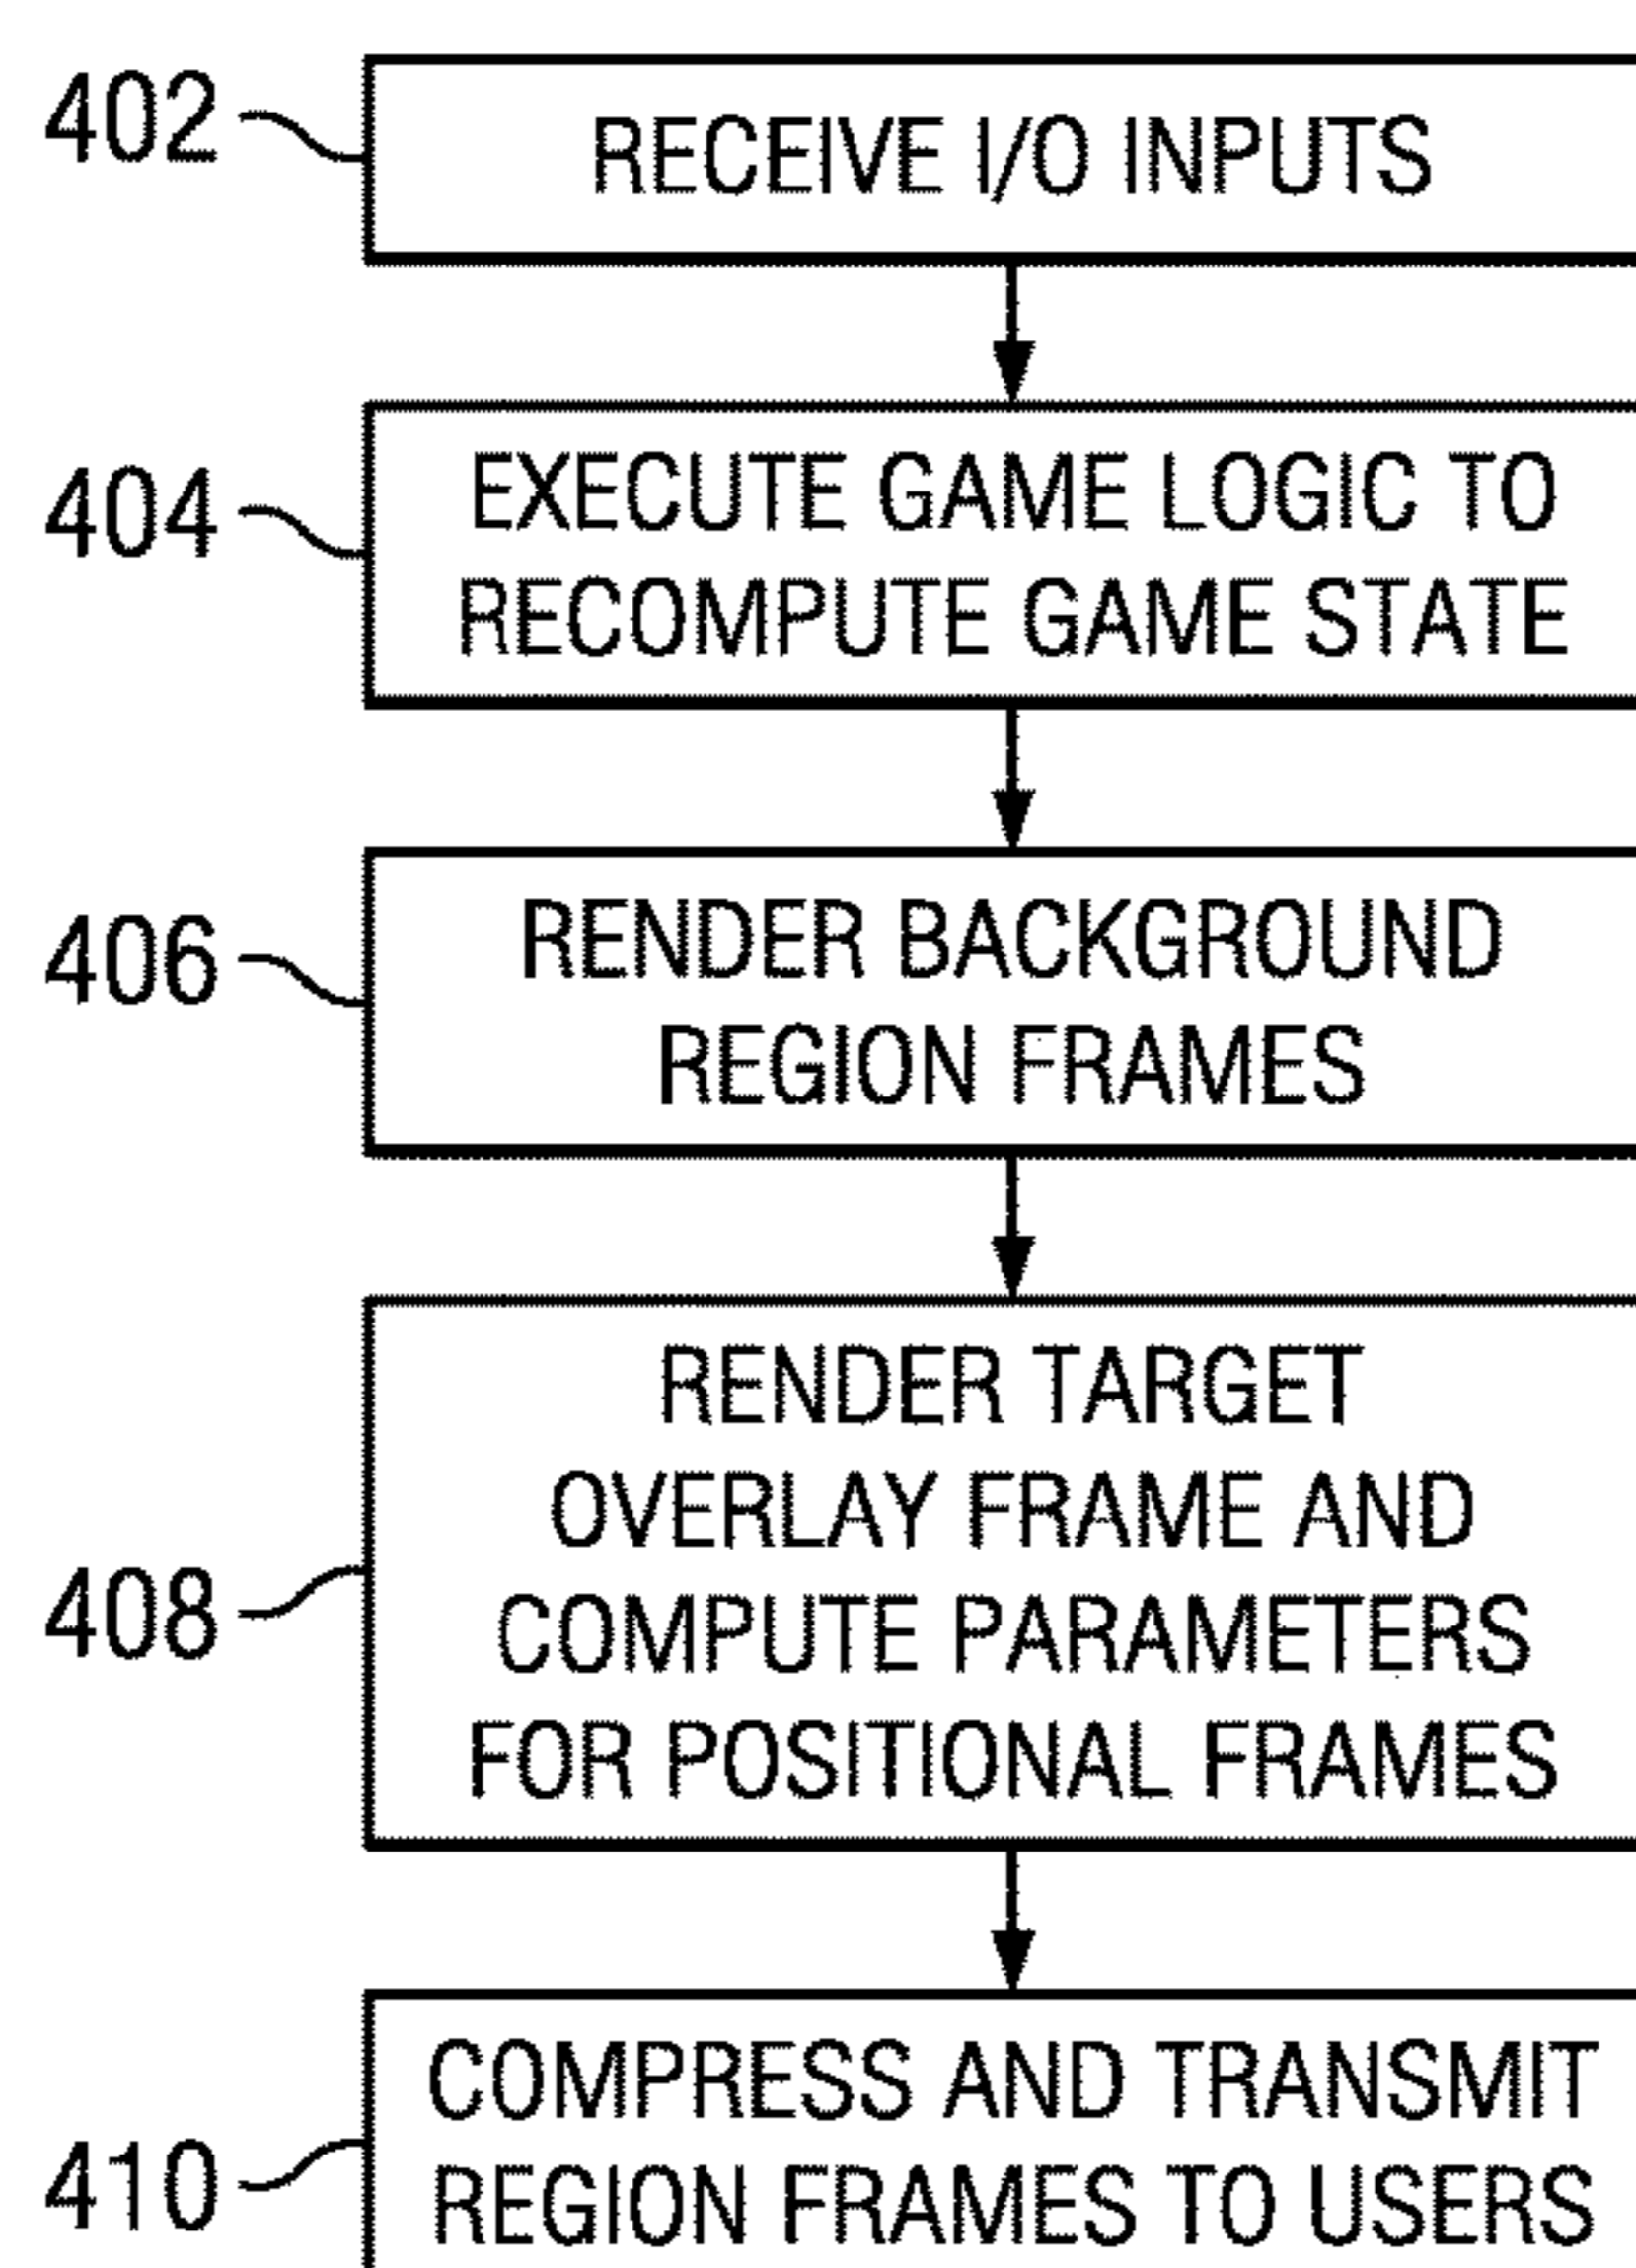 402
RECEIVE I/O INPUTS
404
EXECUTE GAME LOGIC TO
RECOMPUTE GAME STATE
406
RENDER BACKGROUND
REGION FRAMES
408
RENDER TARGET
OVERLAY FRAME AND
COMPUTE PARAMETERS
FOR POSITIONAL FRAMES
410
COMPRESS AND TRANSMIT
REGION FRAMES TO USERS